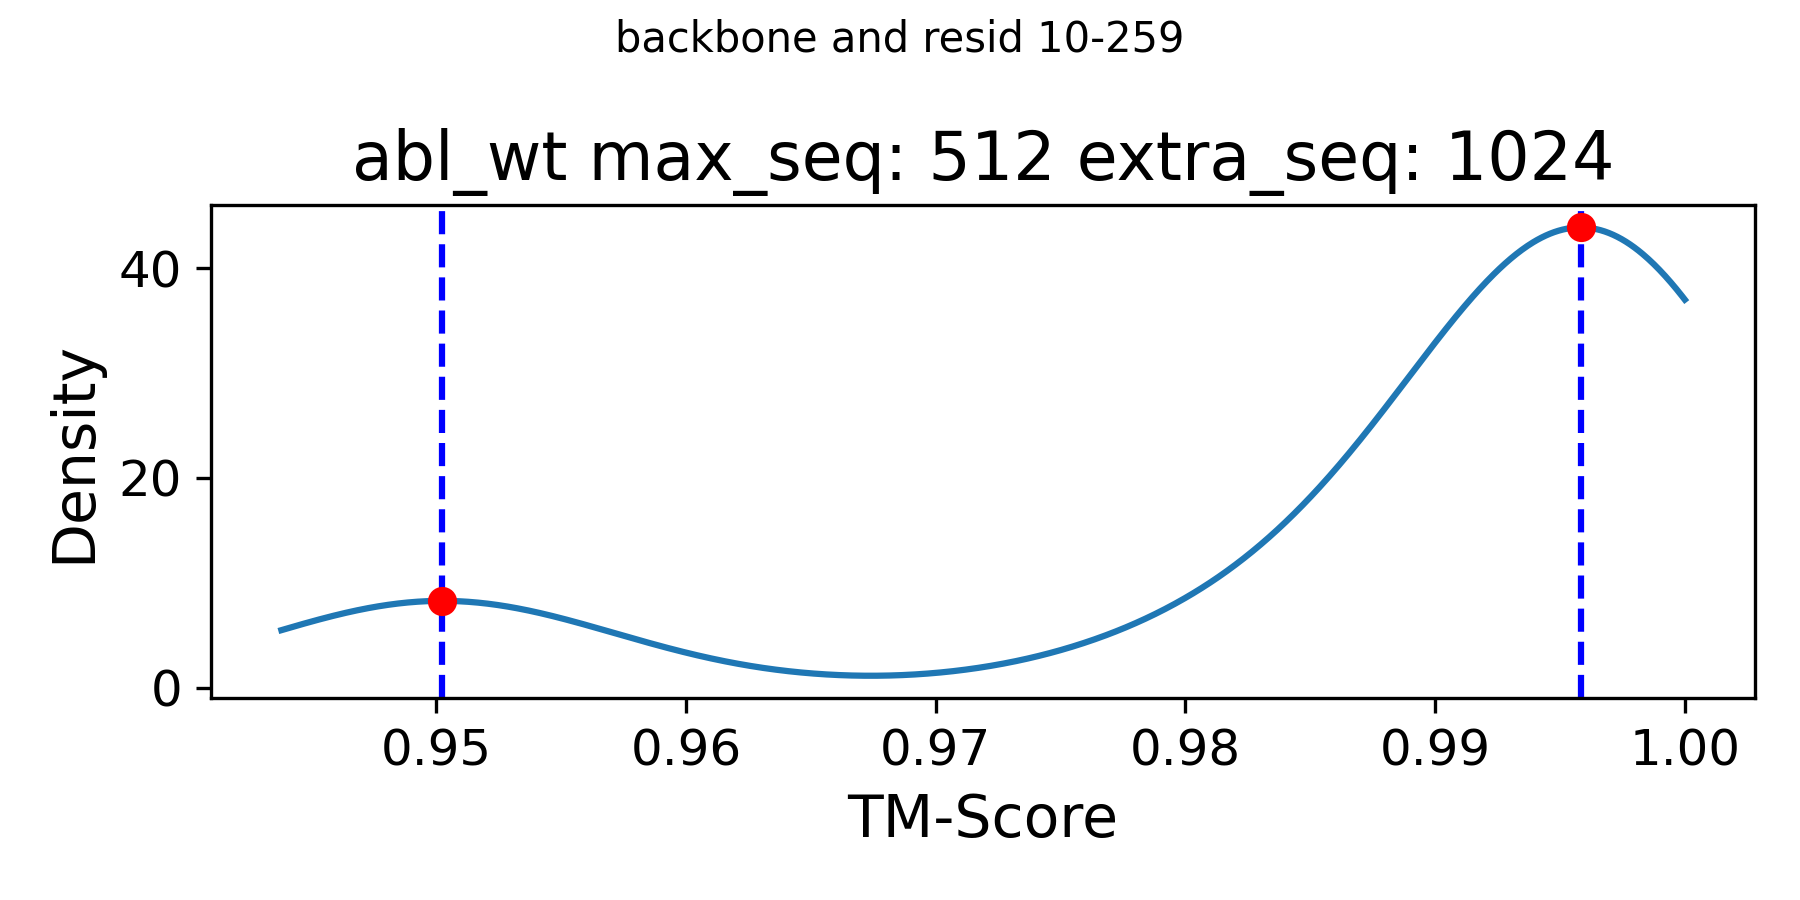 backbone and resid 10-259
abl_wt max_seq: 512 extra_seq: 1024
Density
40
20
0
0.95 0.96 0.97 0.98 0.99 1.00
TM-Score